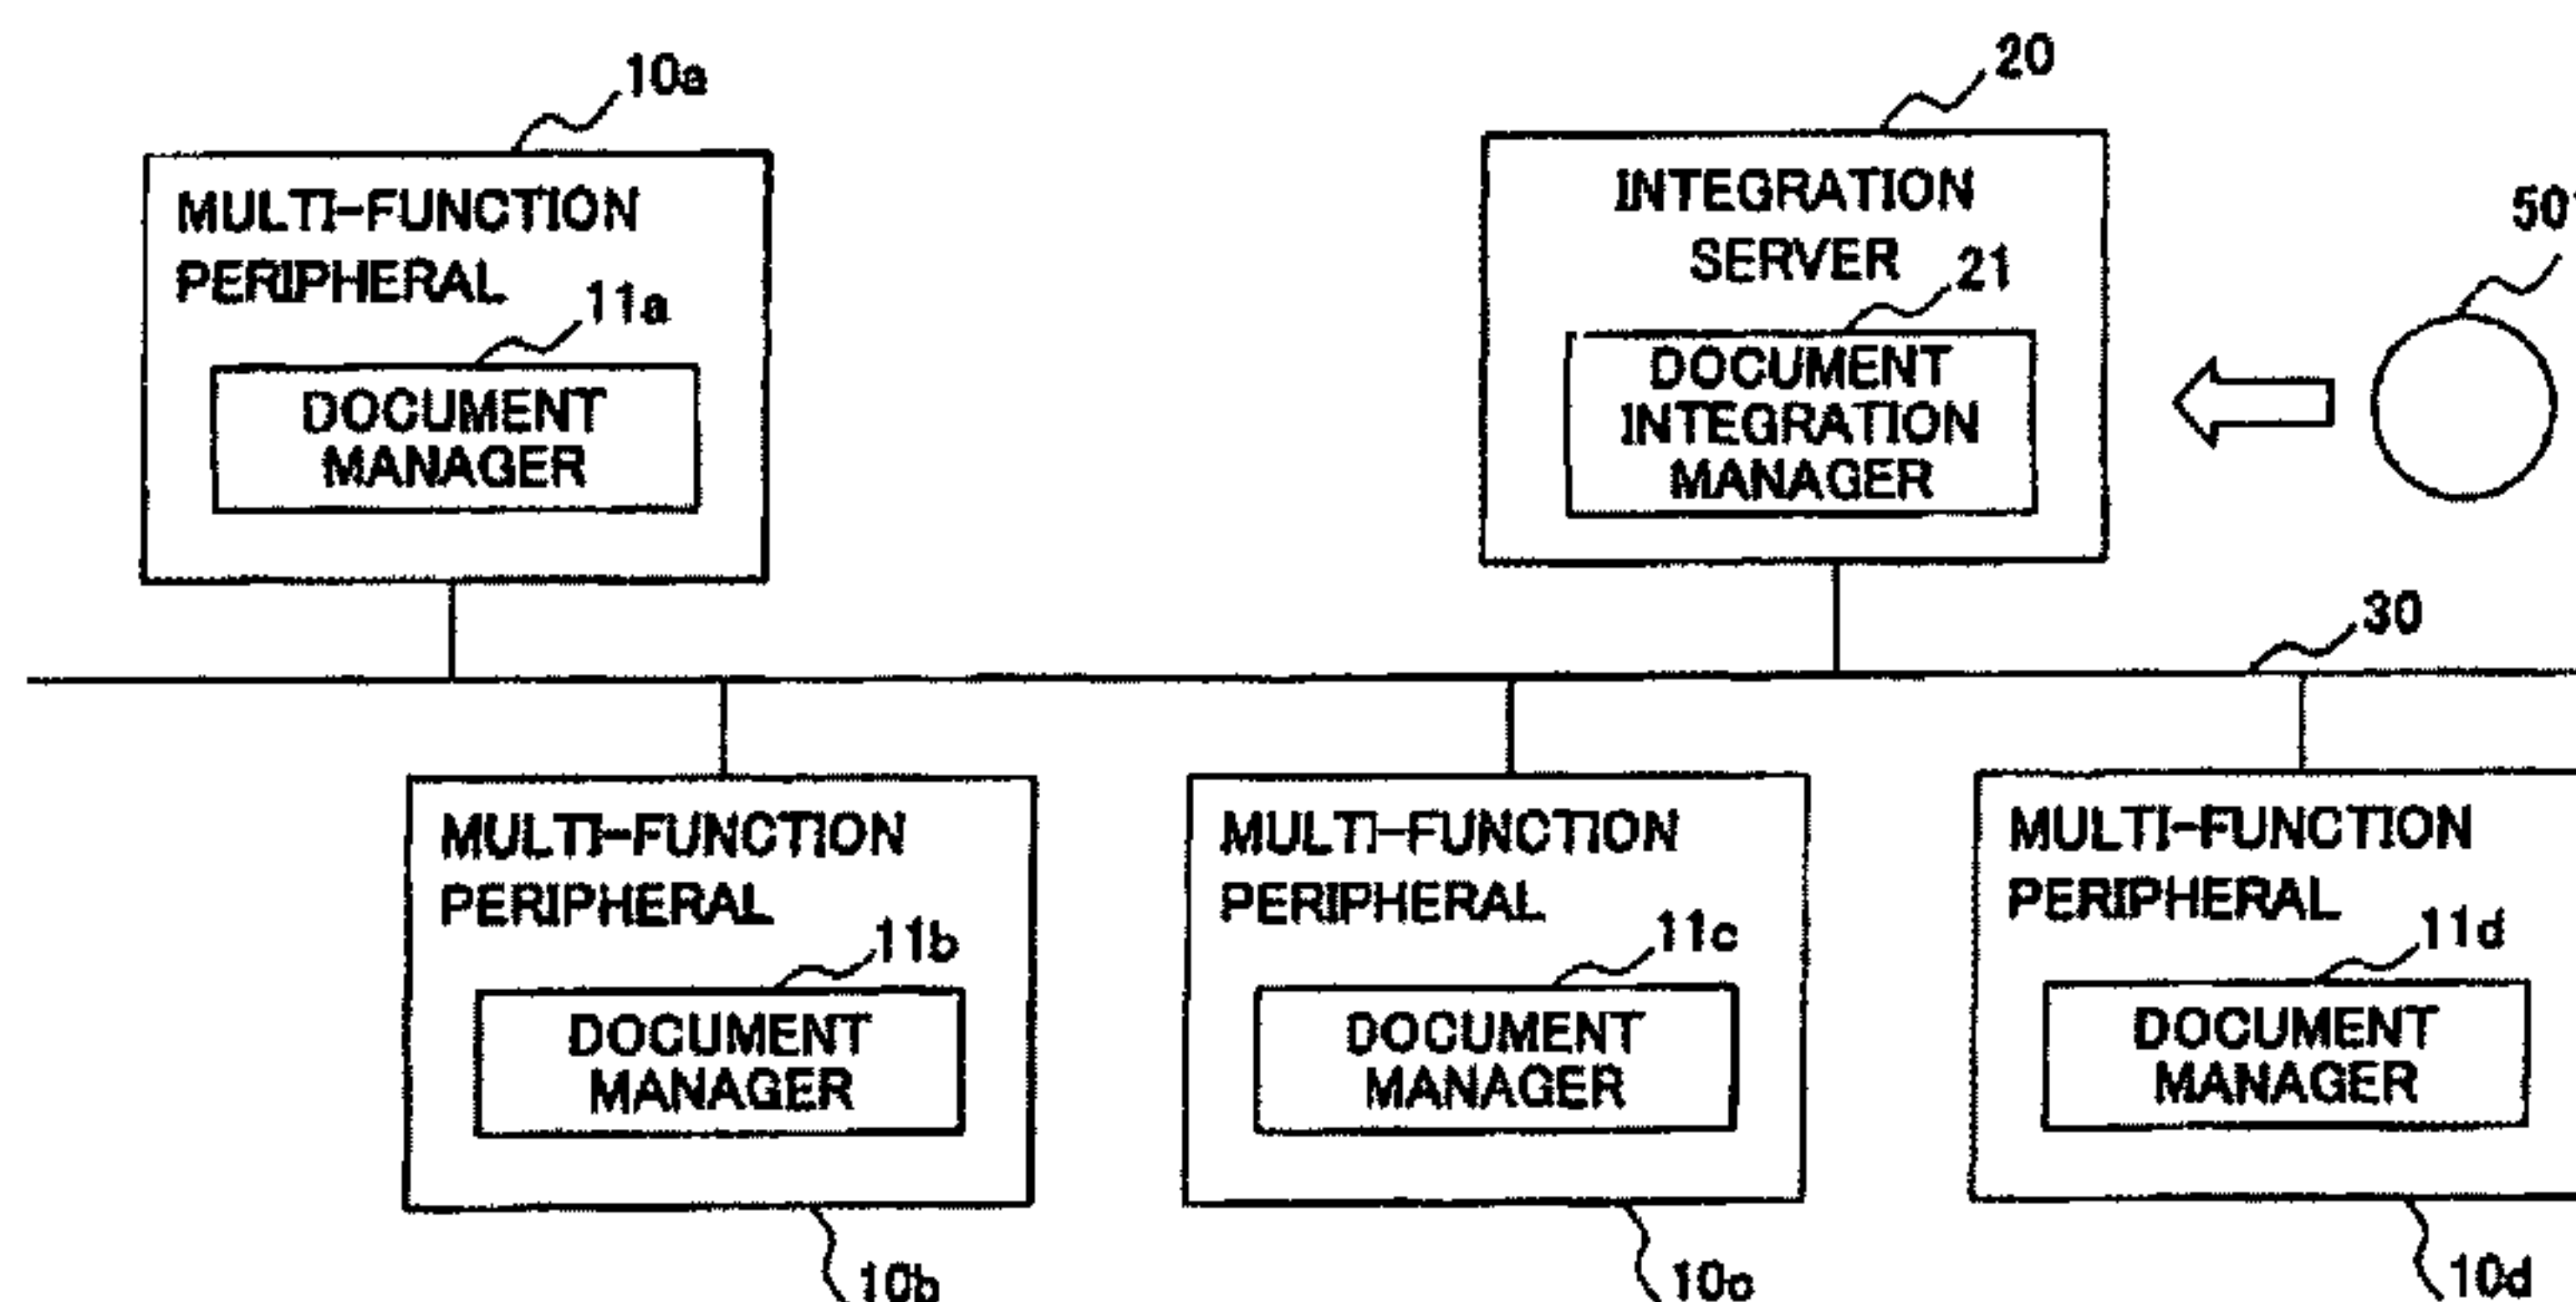 10a
20
MULTI-FUNCTION
PERIPHERAL
11a
DOCUMENT
MANAGER
INTEGRATION
SERVER
21
DOCUMENT
INTEGRATION
MANAGER
30
MULTI-FUNCTION
PERIPHERAL
11b
DOCUMENT
MANAGER
10b
MULTI-FUNCTION
PERIPHERAL
11c
DOCUMENT
MANAGER
10c
MULTI-FUNCTION
PERIPHERAL
11d
DOCUMENT
MANAGER
10d